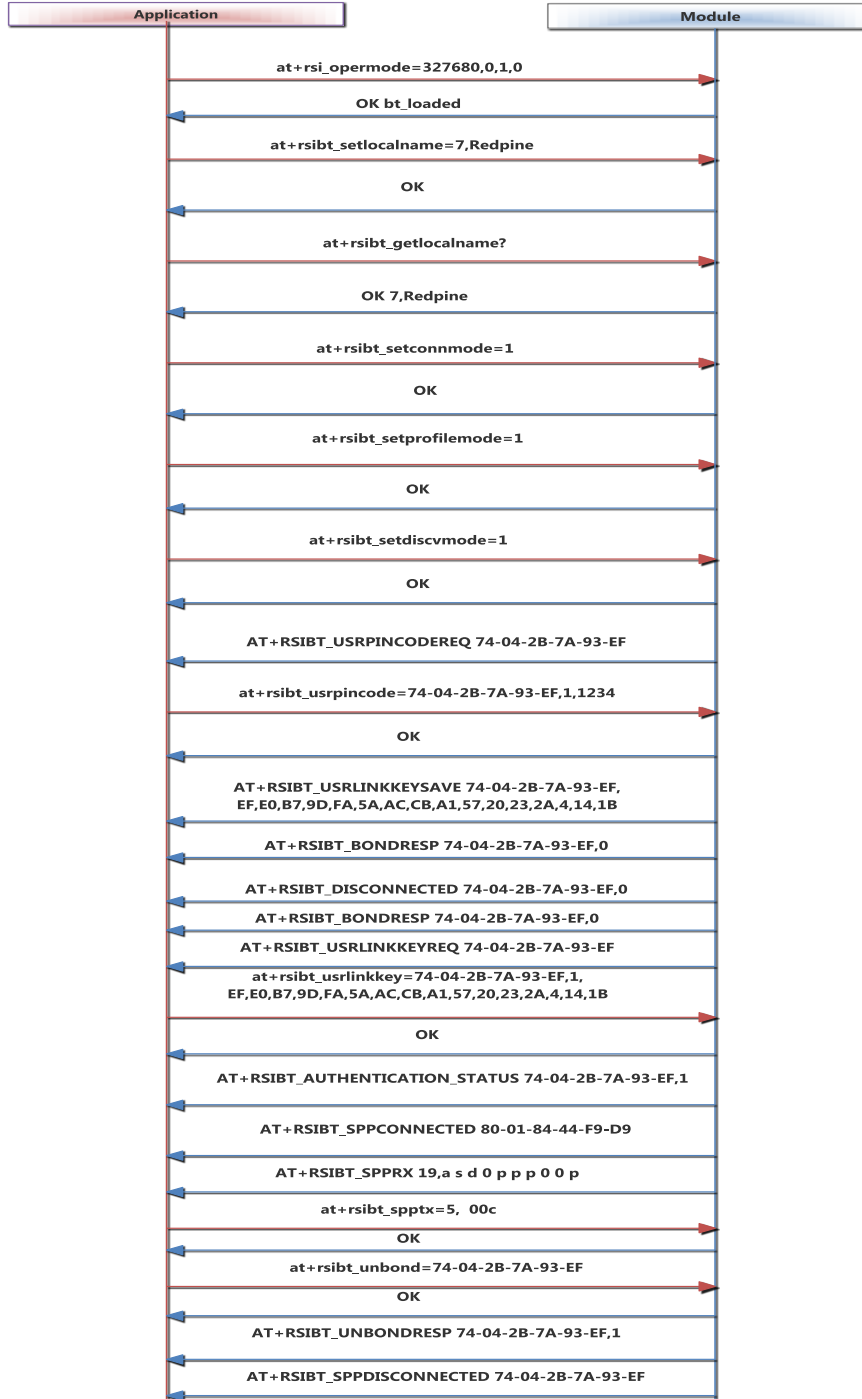 Application
Module
at+rsi_opermode=327680,0,1,0
OK bt_loaded
at+rsibt_setlocalname=7,Redpine
OK
at+rsibt_getlocalname?
OK 7,Redpine
at+rsibt_setconnmode=1
OK
at+rsibt_setprofilemode=1
OK
at+rsibt_setdiscvmode=1
OK
AT+RSIBT_USRPINCODEREQ 74-04-2B-7A-93-EF
at+rsibt_usrpincode=74-04-2B-7A-93-EF,1,1234
OK
AT+RSIBT_USRLINKKEYSAVE 74-04-2B-7A-93-EF,
EF,E0,B7,9D,FA,5A,AC,CB,A1,57,20,23,2A,4,14,1B
AT+RSIBT_BONDRESP 74-04-2B-7A-93-EF,0
AT+RSIBT_DISCONNECTED 74-04-2B-7A-93-EF,0
AT+RSIBT_BONDRESP 74-04-2B-7A-93-EF,0
AT+RSIBT_USRLINKKEYREQ 74-04-2B-7A-93-EF
at+rsibt_usrlinkkey=74-04-2B-7A-93-EF,1,
EF,E0,B7,9D,FA,5A,AC,CB,A1,57,20,23,2A,4,14,1B
OK
AT+RSIBT_AUTHENTICATION_STATUS 74-04-2B-7A-93-EF,1
AT+RSIBT_SPPCONNECTED 80-01-84-44-F9-D9
AT+RSIBT_SPPRX 19,a s d 0 p p p 0 0 p
at+rsibt_spptx=5, 00c
OK
at+rsibt_unbond=74-04-2B-7A-93-EF
OK
AT+RSIBT_UNBONDRESP 74-04-2B-7A-93-EF,1
AT+RSIBT_SPPDISCONNECTED 74-04-2B-7A-93-EF